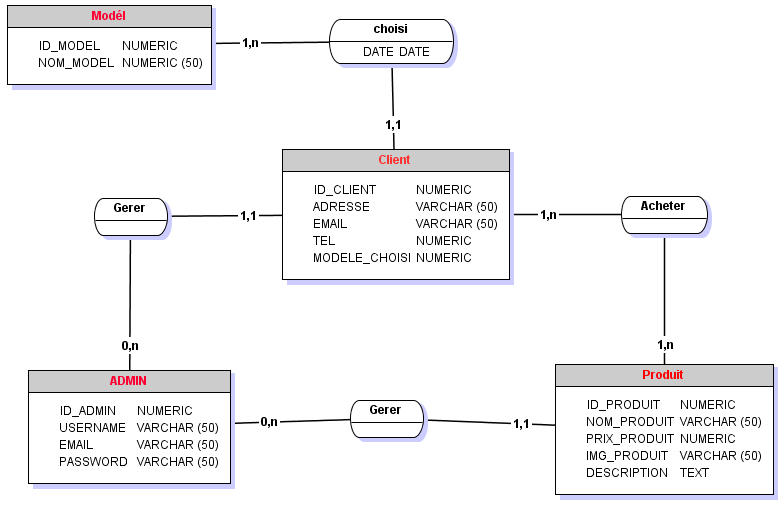 Modél
ID_MODEL NUMERIC
NOM_MODEL NUMERIC (50)
1,n
choisi
DATE DATE
1,1
Client
ID_CLIENT NUMERIC
ADRESSE VARCHAR (50)
EMAIL VARCHAR (50)
TEL NUMERIC
MODELE_CHOISI NUMERIC
Gerer
1,1
1,n
Acheter
0,n
1,n
ADMIN
ID_ADMIN NUMERIC
USERNAME VARCHAR (50)
EMAIL VARCHAR (50)
PASSWORD VARCHAR (50)
0,n
Gerer
1,1
Produit
ID_PRODUIT NUMERIC
NOM_PRODUIT VARCHAR (50)
PRIX_PRODUIT NUMERIC
IMG_PRODUIT VARCHAR (50)
DESCRIPTION TEXT